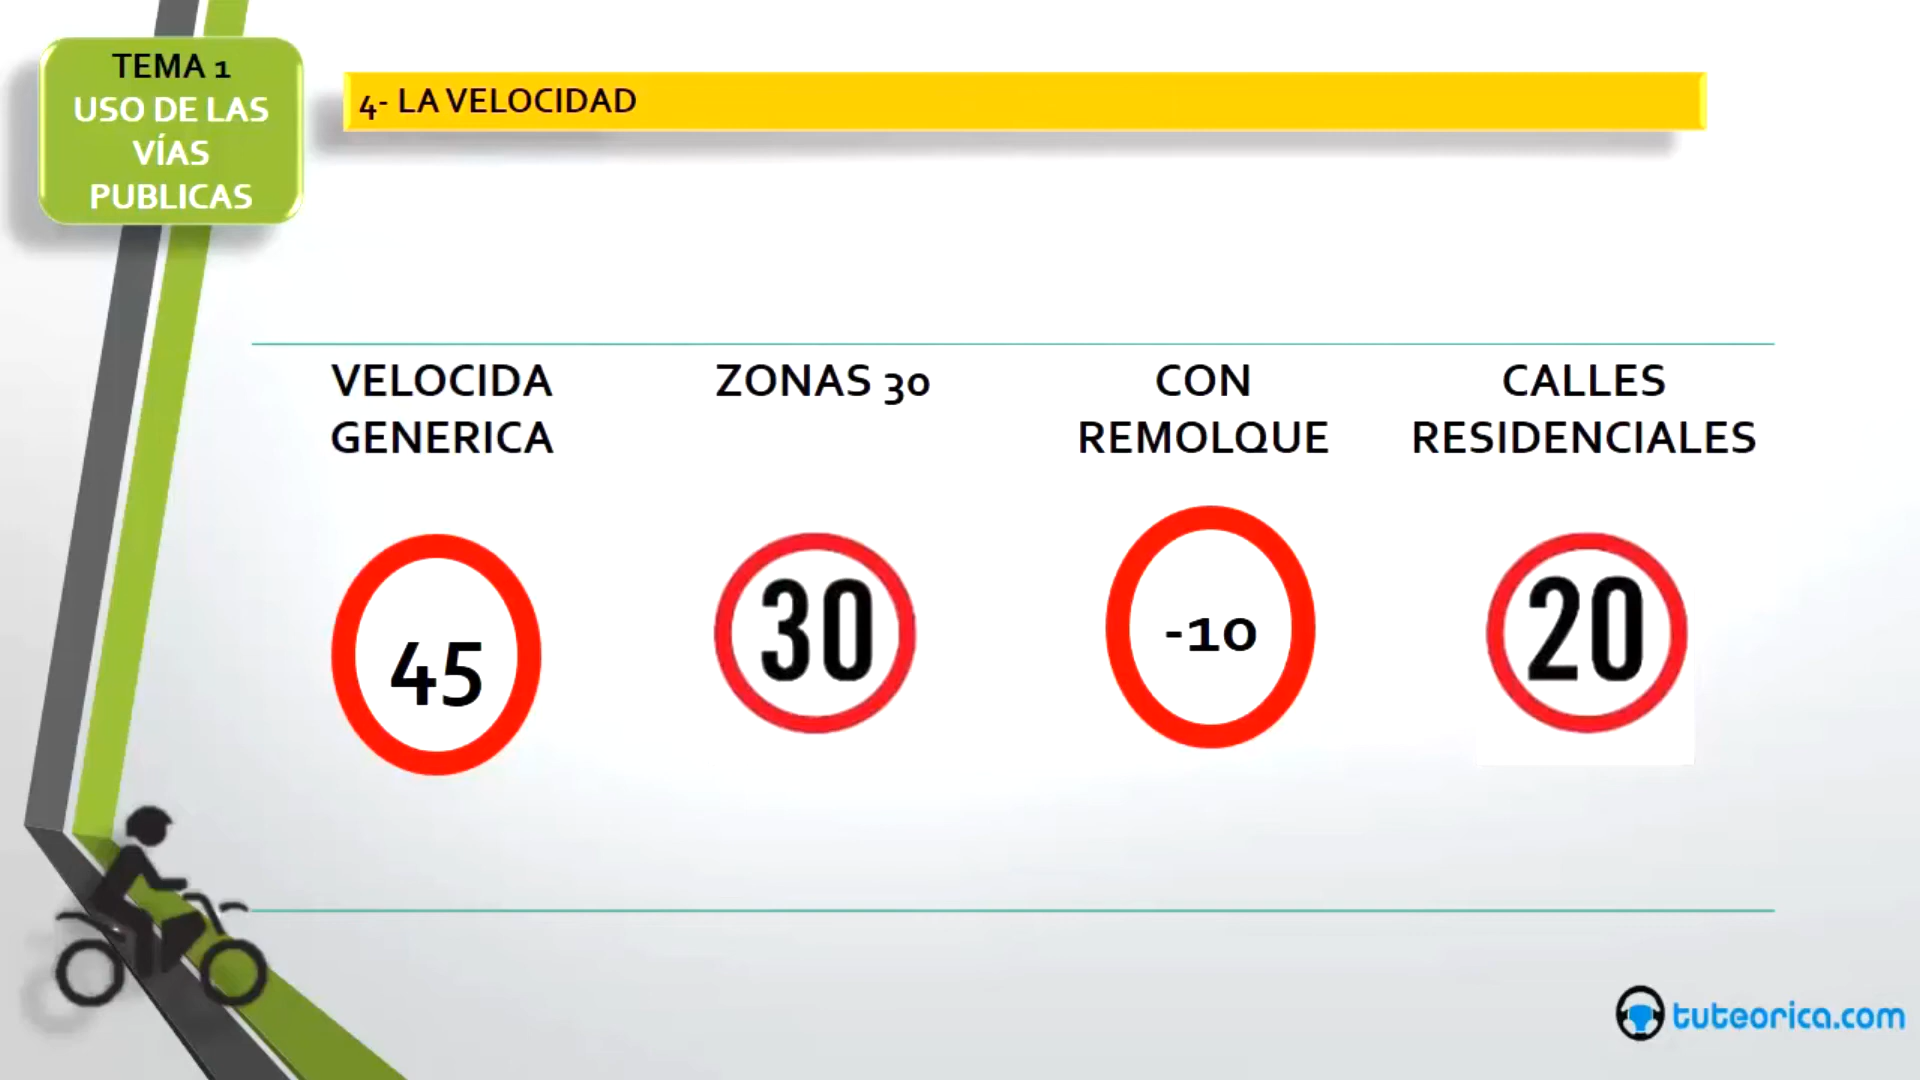 TEMA 1
USO DE LAS
VÍAS
PUBLICAS
4- LA VELOCIDAD
VELOCIDA
GENERICA
ZONAS 30
CON
REMOLQUE
CALLES
RESIDENCIALES
45
30
-10
20
tuteorica.com